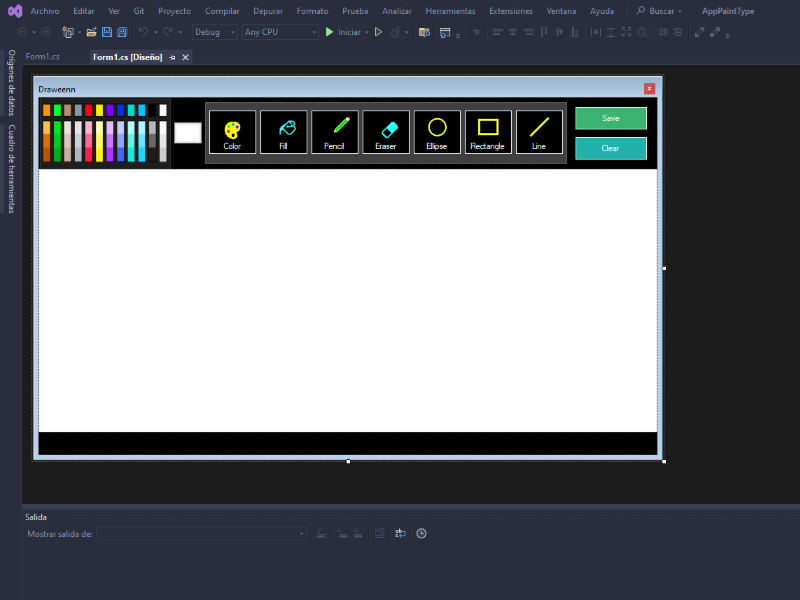 Archivo Editar Ver Git Proyecto Compilar Depurar Formato Prueba Analizar Herramientas Extensiones Ventana Ayuda Buscar AppPaintType
Debug Any CPU Iniciar
Form1.cs Form1.cs [Diseño]
Orígenes de datos
Cuadro de herramientas
Draweenn
Color Fill Pencil Eraser Ellipse Rectangle Line
Save
Clear
Salida
Mostrar salida de: